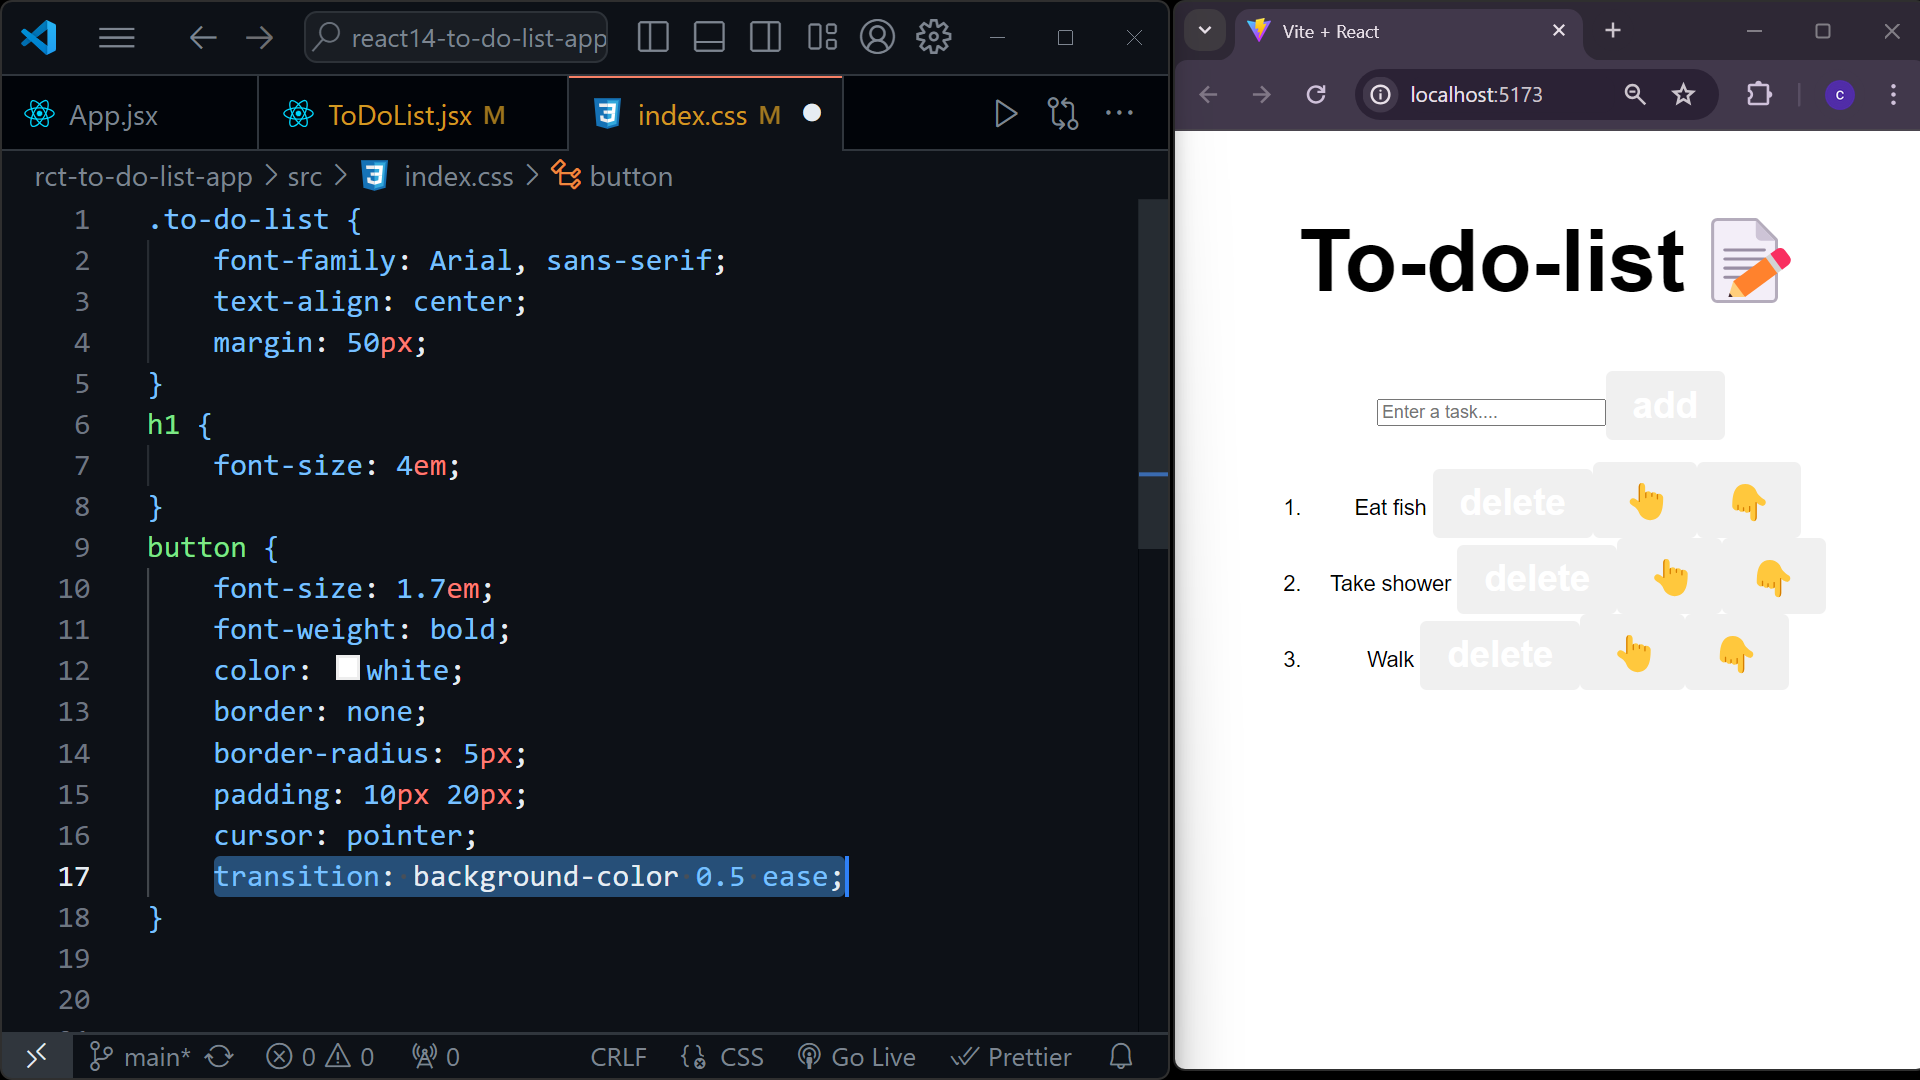 react14-to-do-list-app
App.jsx
ToDoList.jsx M
index.css M
rct-to-do-list-app > src > index.css > button
1 .to-do-list {
2 font-family: Arial, sans-serif;
3 text-align: center;
4 margin: 50px;
5 }
6 h1 {
7 font-size: 4em;
8 }
9 button {
10 font-size: 1.7em;
11 font-weight: bold;
12 color: white;
13 border: none;
14 border-radius: 5px;
15 padding: 10px 20px;
16 cursor: pointer;
17 transition: background-color 0.5 ease;
18 }
19
20
main* 0 0 0 CRLF CSS Go Live Prettier
Vite + React
localhost:5173
c
To-do-list
Enter a task.... add
1. Eat fish delete
2. Take shower delete
3. Walk delete